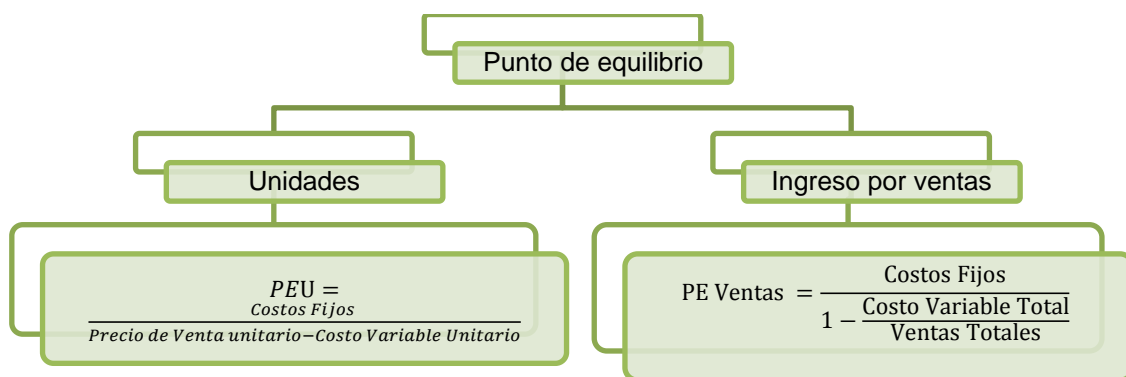 Punto de equilibrio
Unidades
Ingreso por ventas
PEU =
Costos Fijos
Precio de Venta unitario−Costo Variable Unitario
PE Ventas =
Costos Fijos
1 −
Costo Variable Total
Ventas Totales